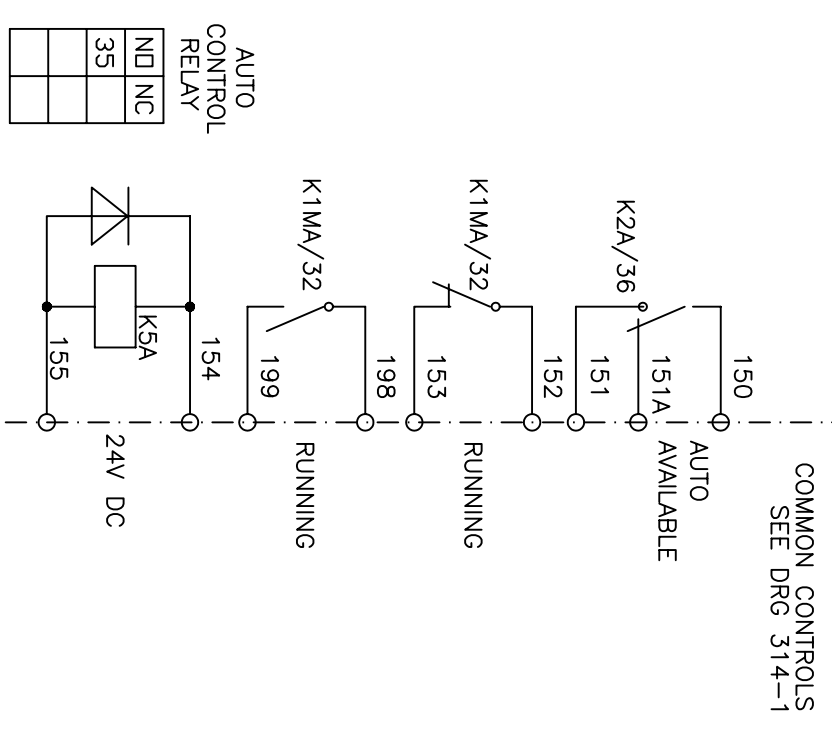 COMMON CONTROLS
SEE DRG 314-1
150
AUTO
AVAILABLE
151A
K2A/36
151
152
K1MA/32
RUNNING
153
198
K1MA/32
RUNNING
199
AUTO
CONTROL
RELAY
154
NO NC
35
K5A
24V DC
155